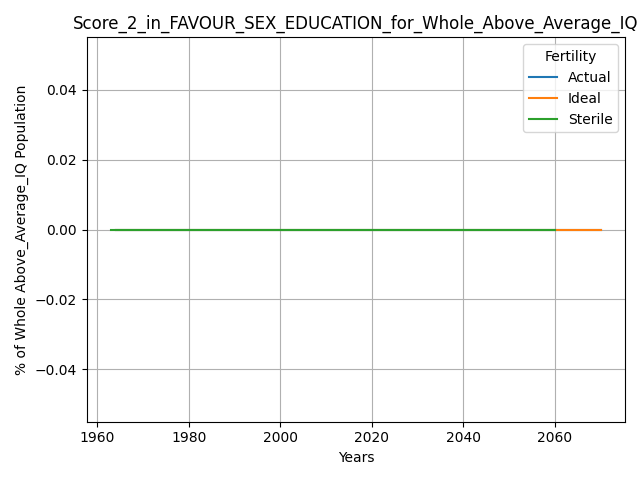 Score_2_in_FAVOUR_SEX_EDUCATION_for_Whole_Above_Average_IQ
Fertility
Actual
Ideal
Sterile
% of Whole Above_Average_IQ Population
0.04
0.02
0.00
−0.02
−0.04
1960 1980 2000 2020 2040 2060
Years